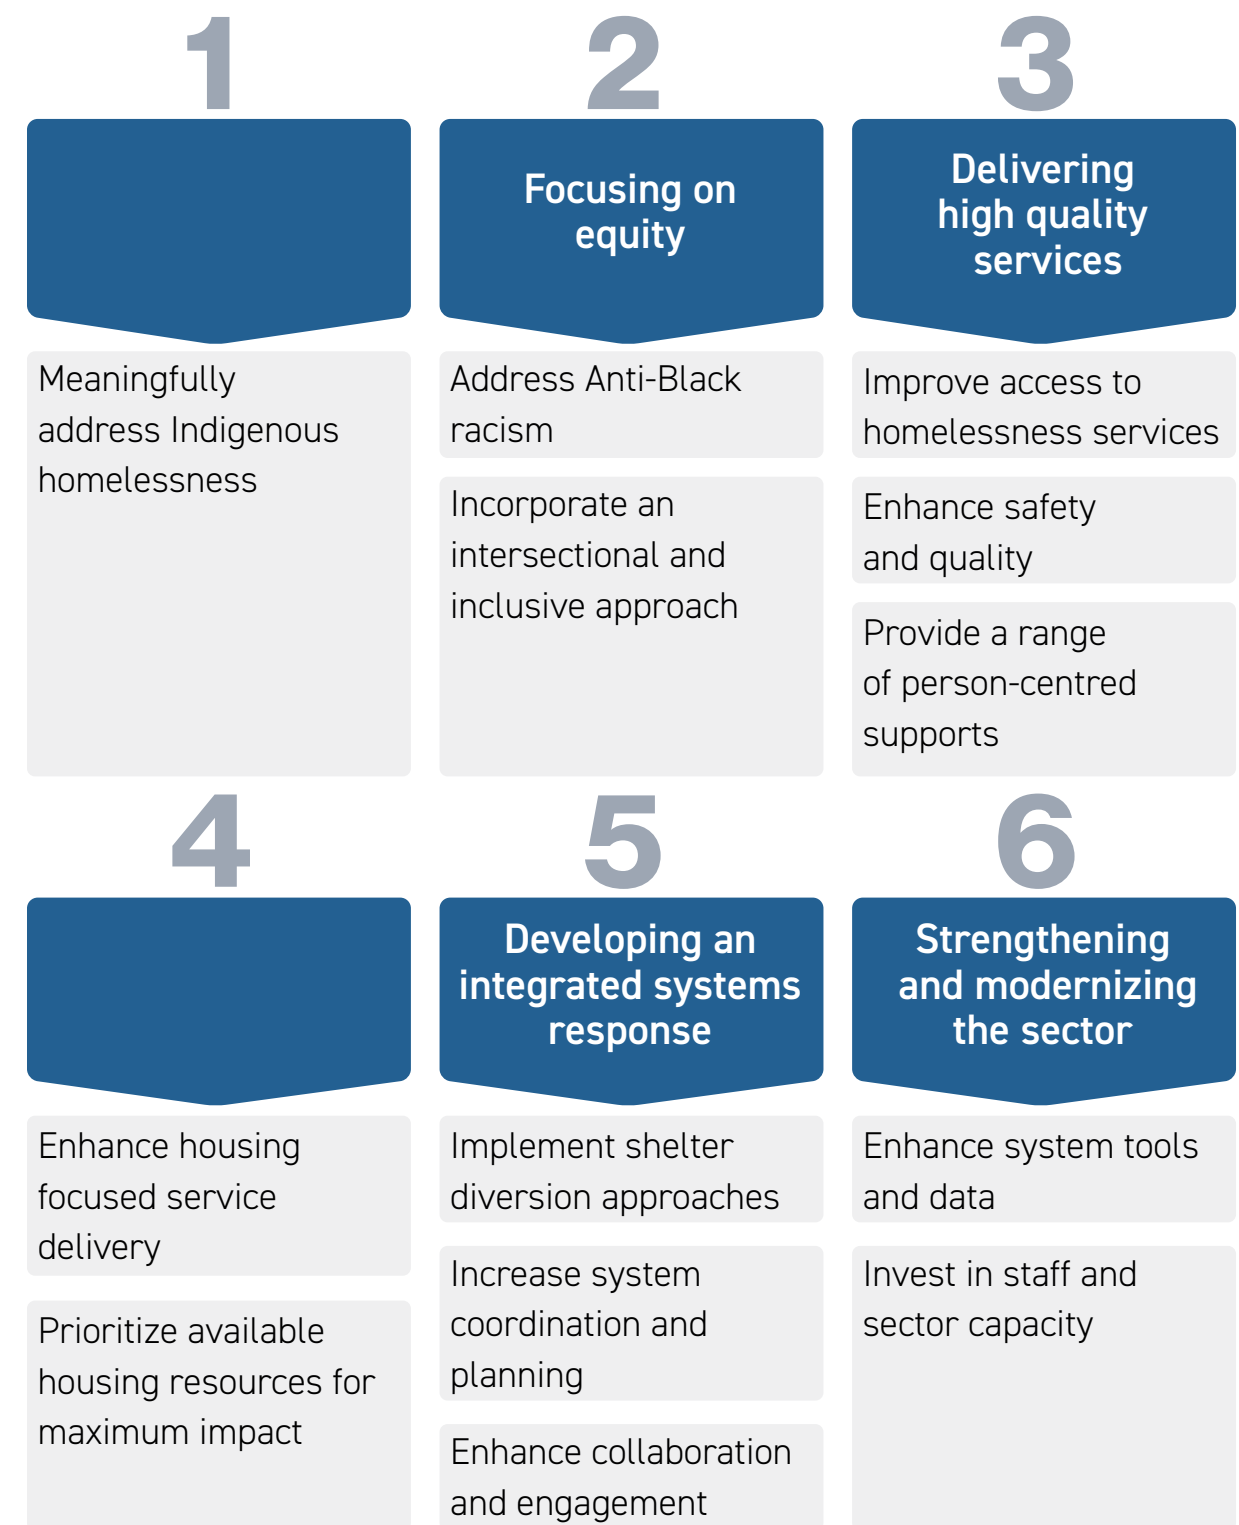 1
2
3
Focusing on
equity
Delivering
high quality
services
Meaningfully
address Indigenous
homelessness
Address Anti-Black
racism
Incorporate an
intersectional and
inclusive approach
Improve access to
homelessness services
Enhance safety
and quality
Provide a range
of person-centred
supports
4
5
6
Developing an
integrated systems
response
Strengthening
and modernizing
the sector
Enhance housing
focused service
delivery
Prioritize available
housing resources for
maximum impact
Implement shelter
diversion approaches
Increase system
coordination and
planning
Enhance collaboration
and engagement
Enhance system tools
and data
Invest in staff and
sector capacity